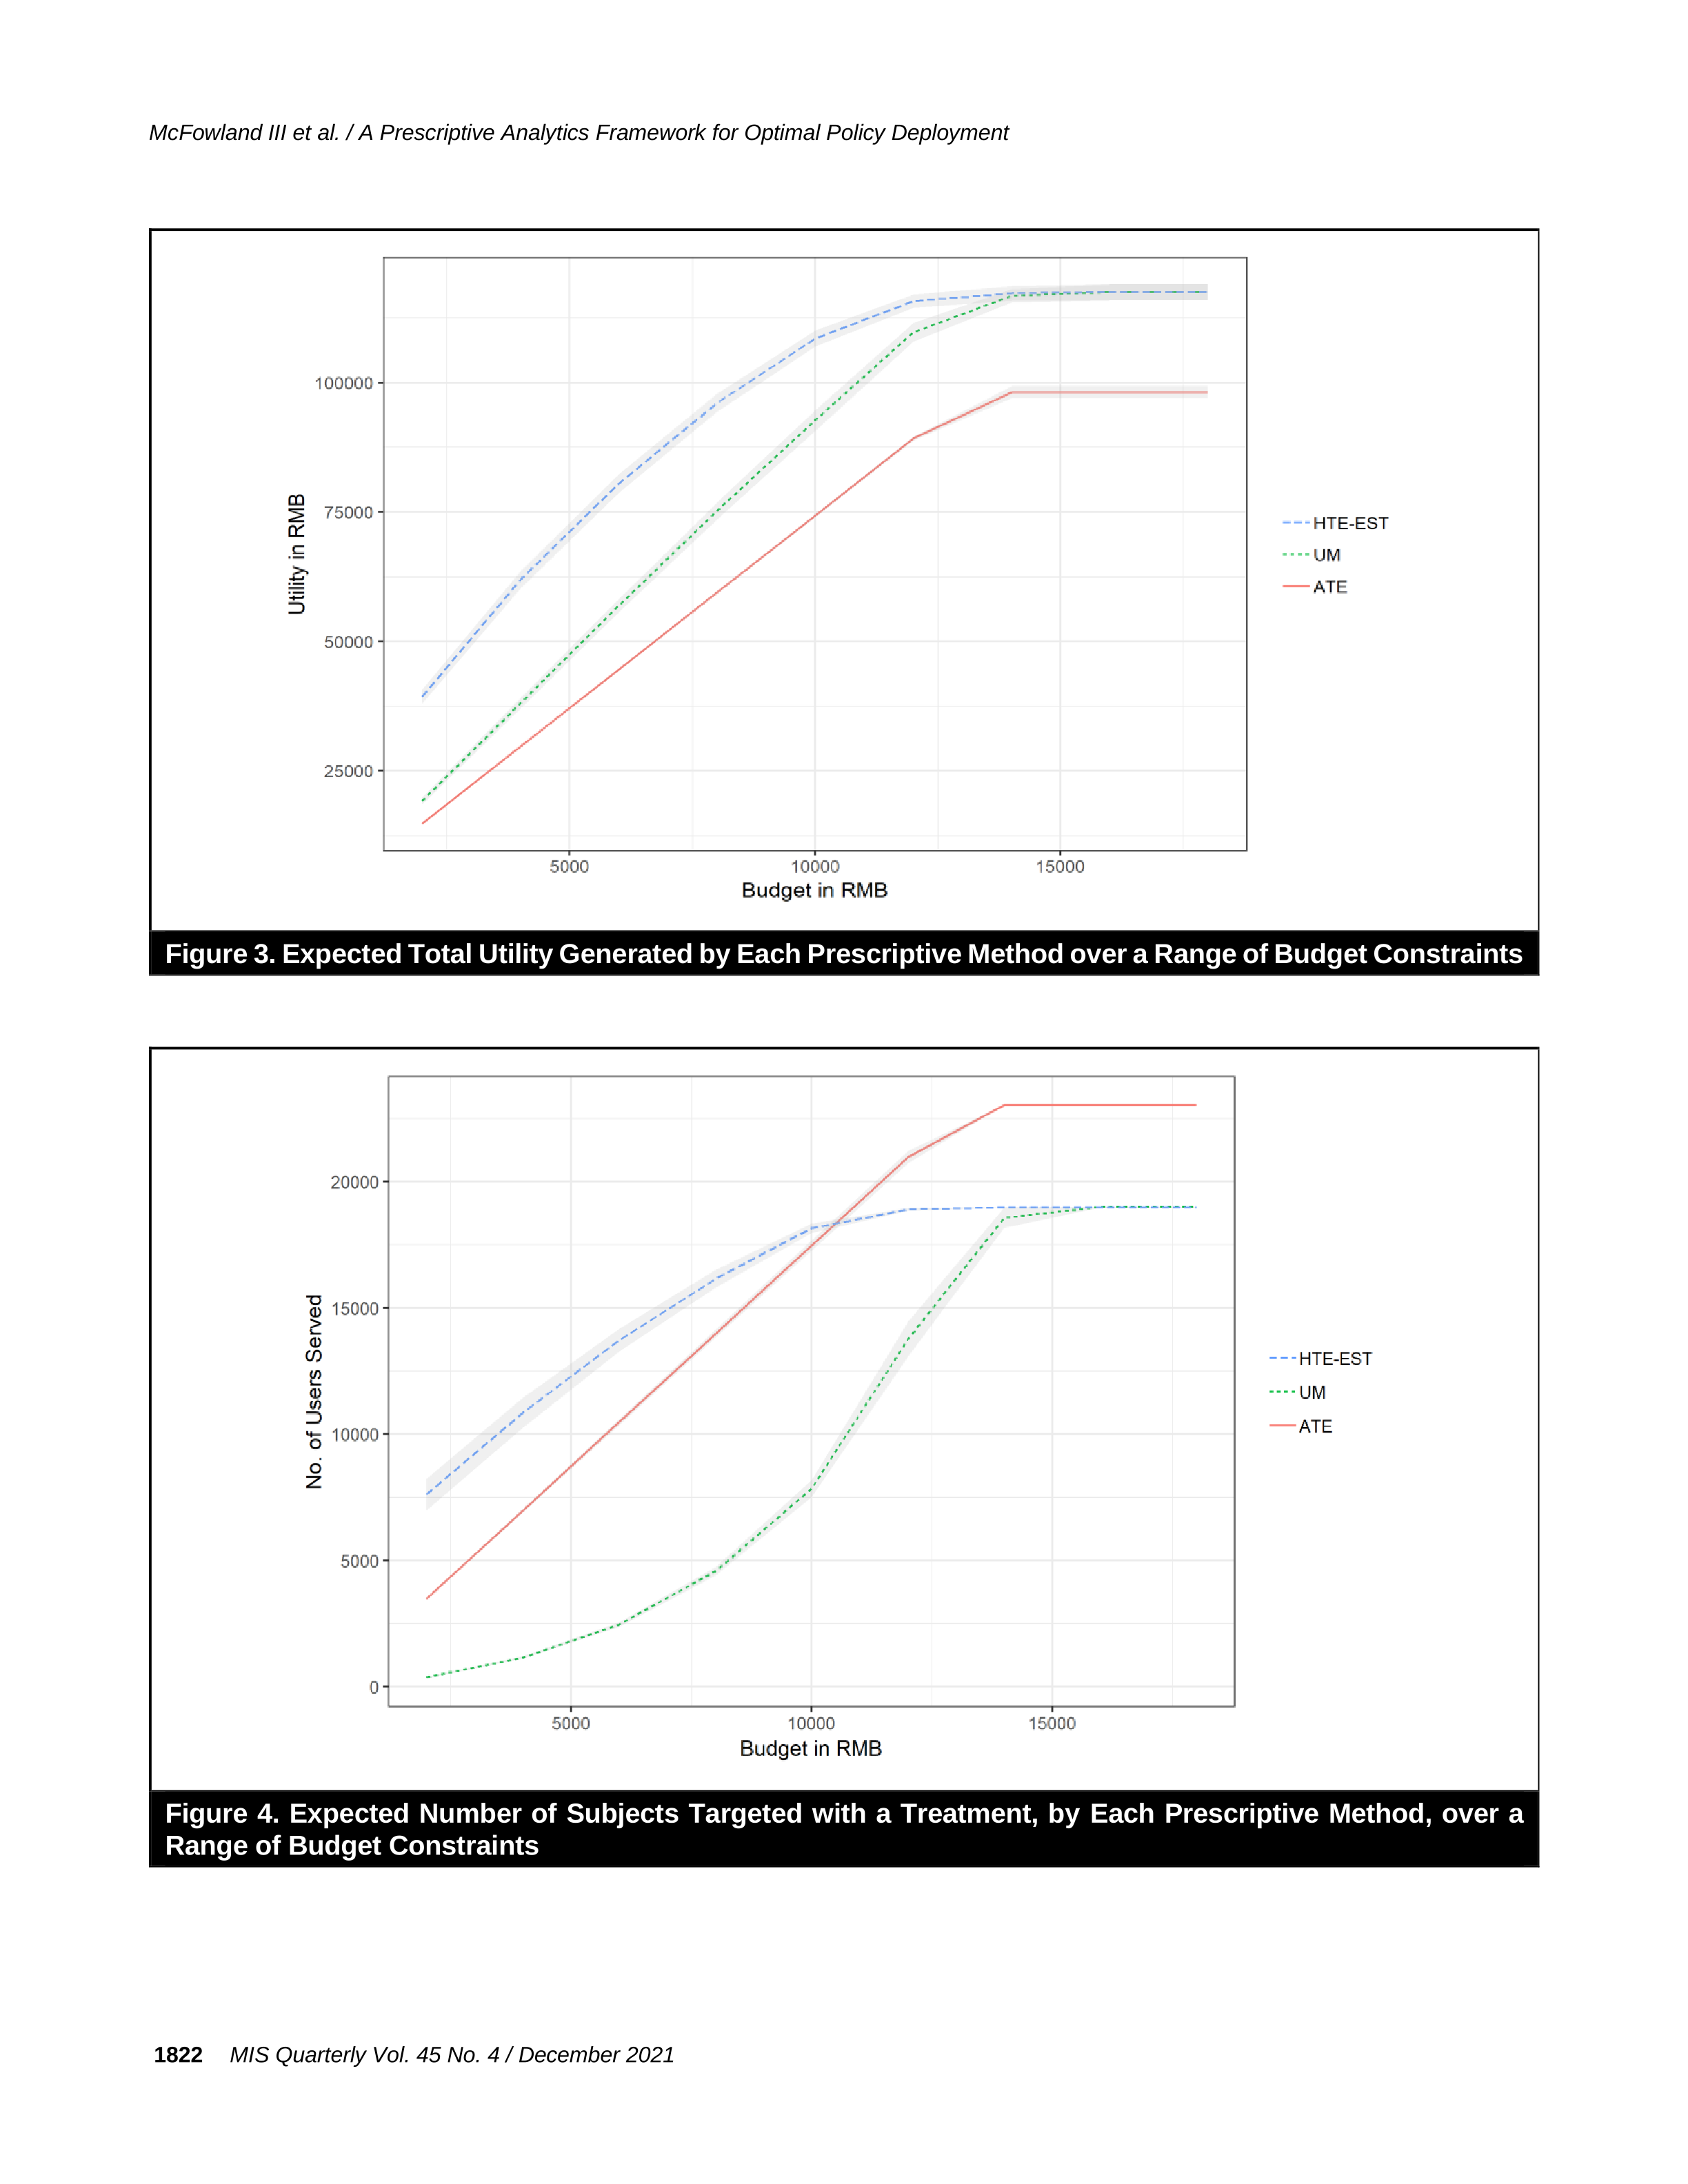 McFowland III et al. / A Prescriptive Analytics Framework for Optimal Policy Deployment
100000
75000
50000
25000
Utility in RMB
5000 10000 15000
Budget in RMB
HTE-EST
UM
ATE
Figure 3. Expected Total Utility Generated by Each Prescriptive Method over a Range of Budget Constraints
20000
15000
10000
5000
0
No. of Users Served
5000 10000 15000
Budget in RMB
HTE-EST
UM
ATE
Figure 4. Expected Number of Subjects Targeted with a Treatment, by Each Prescriptive Method, over a
Range of Budget Constraints
1822 MIS Quarterly Vol. 45 No. 4 / December 2021